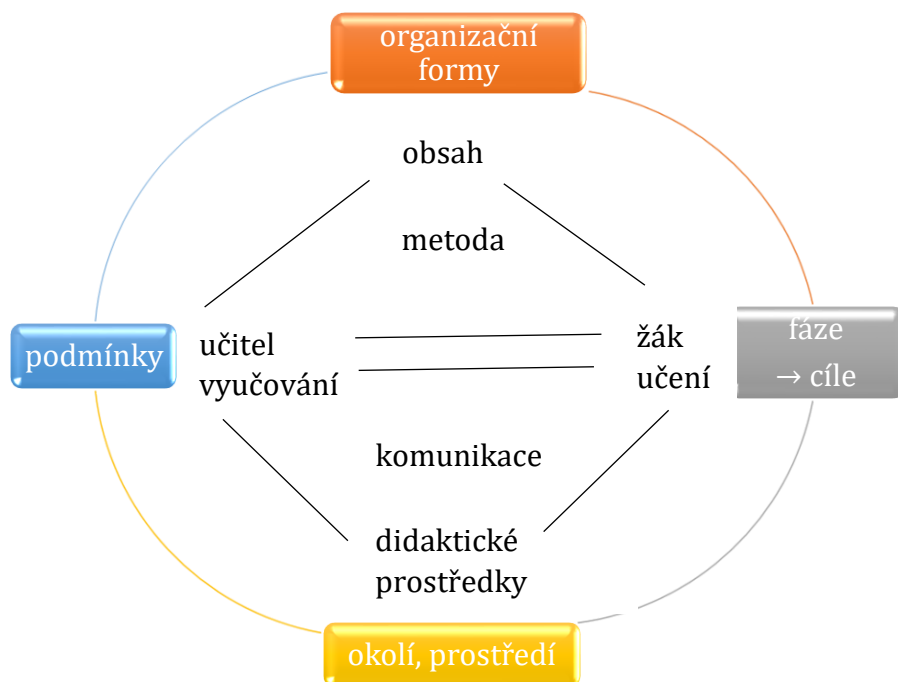 organizační
formy
obsah
metoda
podmínky
učitel
vyučování
žák
učení
fáze
→ cíle
komunikace
didaktické
prostředky
okolí, prostředí